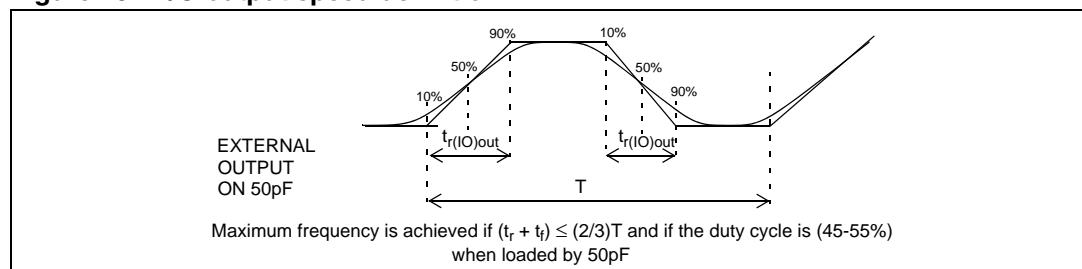 90%
10%
50%
50%
10%
90%
tr(IO)out
tr(IO)out
EXTERNAL
OUTPUT
ON 50pF
T
Maximum frequency is achieved if (tr + tf) ≤ (2/3)T and if the duty cycle is (45-55%)
when loaded by 50pF